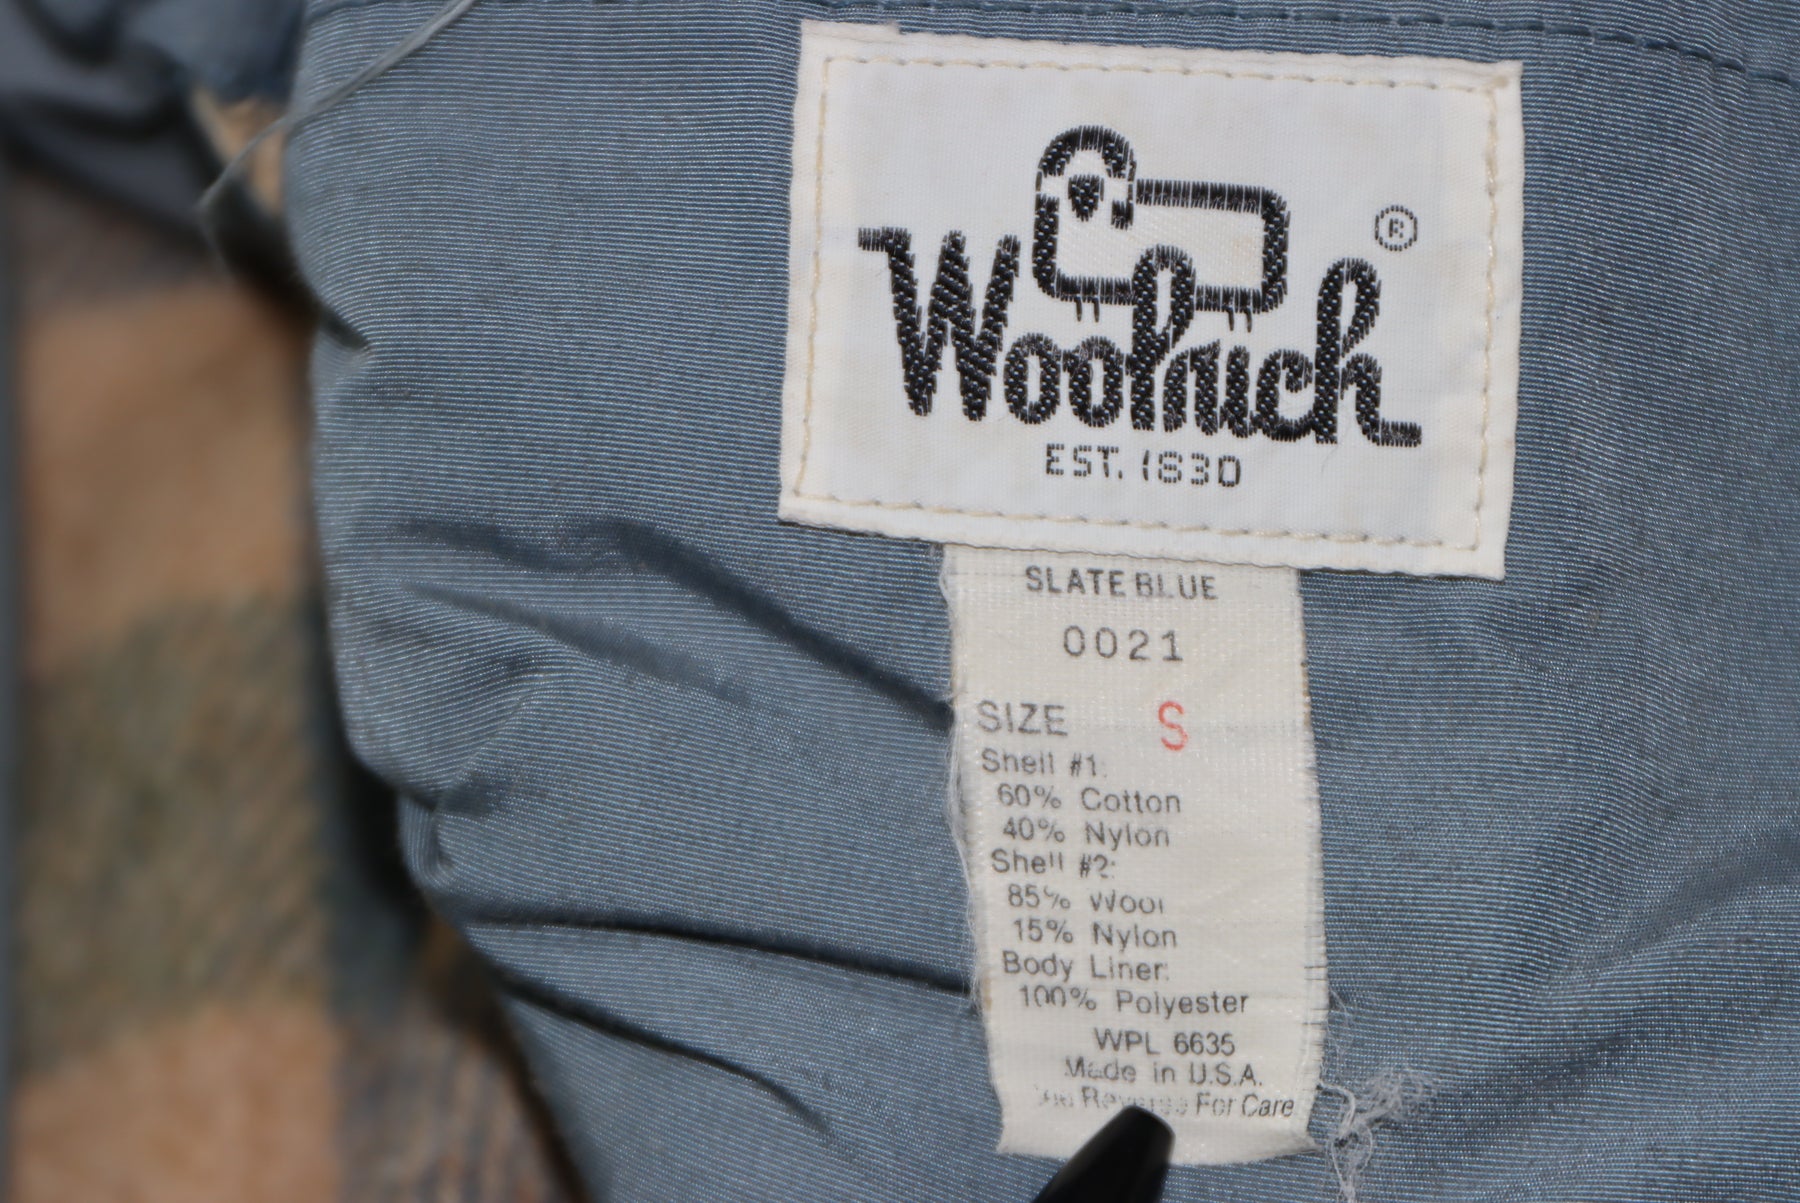 Woolrich ®
EST. 1830
SLATE BLUE
0021
SIZE S
Shell #1:
60% Cotton
40% Nylon
Shell #2:
85% Wool
15% Nylon
Body Liner:
100% Polyester
WPL 6635
Made in U.S.A.
Reverse For Care